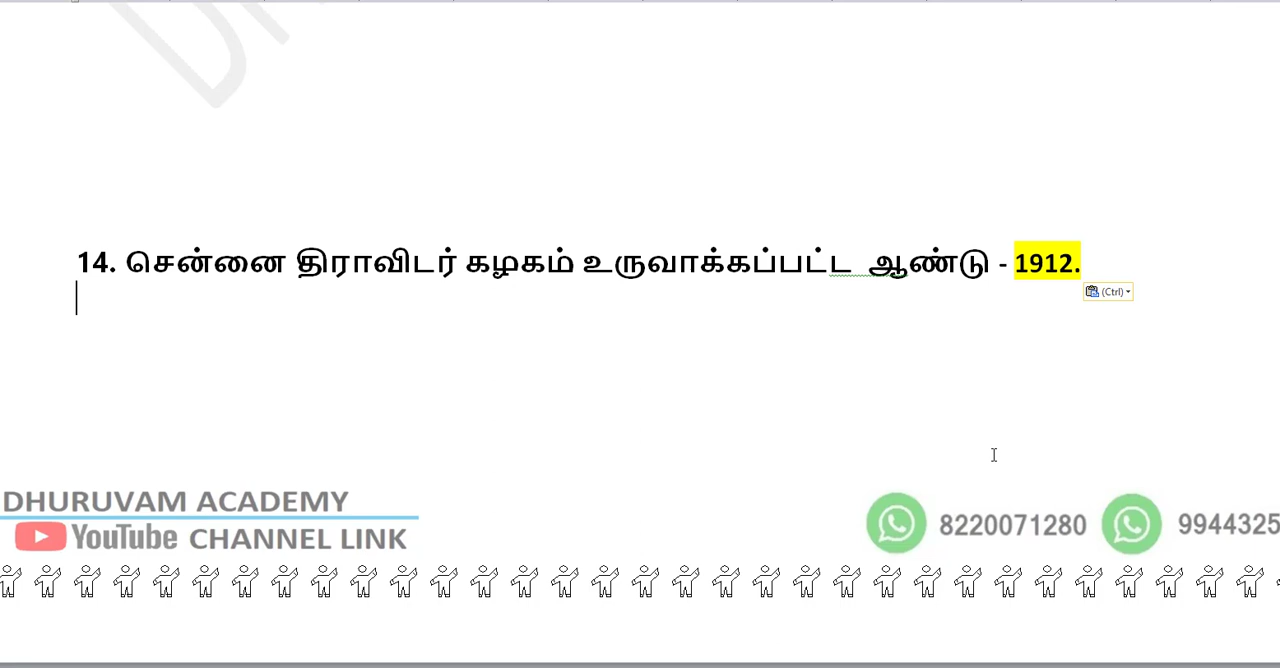 14. சென்னை திராவிடர் கழகம் உருவாக்கப்பட்ட ஆண்டு - 1912.
(Ctrl)
DHURUVAM ACADEMY
YouTube CHANNEL LINK
8220071280 9944325